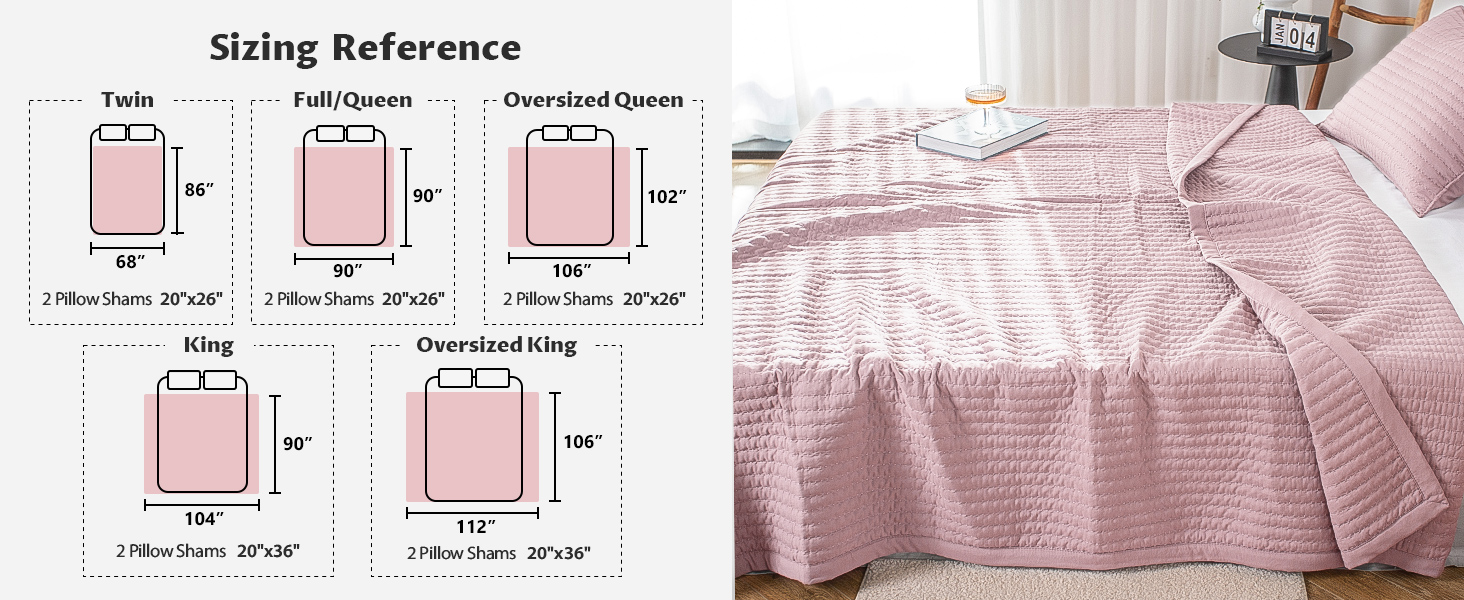 Sizing Reference
Twin
86”
68”
2 Pillow Shams 20"x26"
Full/Queen
90”
90”
2 Pillow Shams 20"x26"
Oversized Queen
102”
106”
2 Pillow Shams 20"x26"
King
90”
104”
2 Pillow Shams 20"x36"
Oversized King
106”
112”
2 Pillow Shams 20"x36"
JAN 04